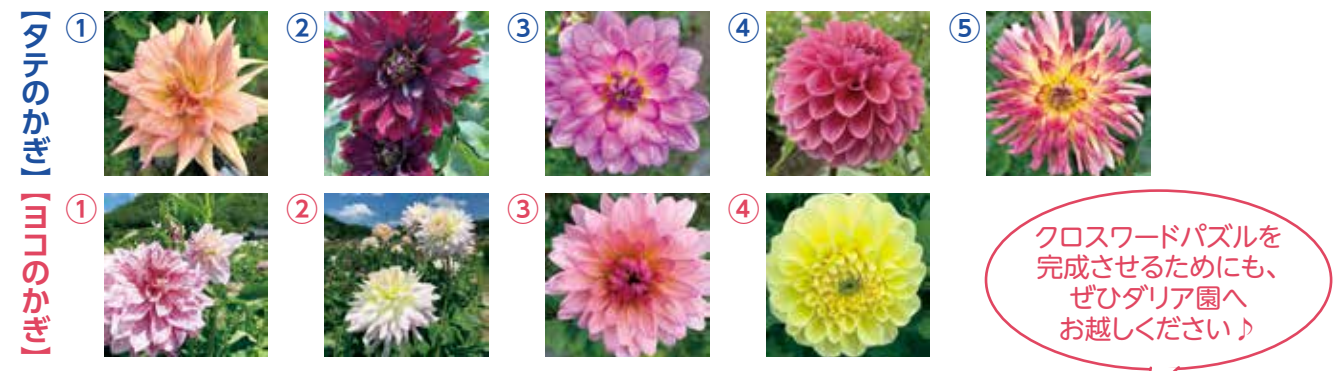 【タテのかぎ】
① ② ③ ④ ⑤
【ヨコのかぎ】
① ② ③ ④
クロスワードパズルを
完成させるためにも、
ぜひダリア園へ
お越しください♪